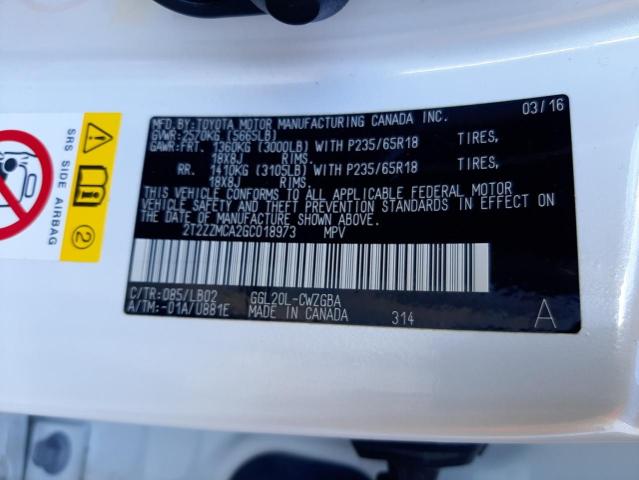 MFD.BY:TOYOTA MOTOR MANUFACTURING CANADA INC. 03/16
GVWR:2570KG (5665LB)
GAWR:FRT. 1360KG (3000LB) WITH P235/65R18 TIRES,
18X8J RIMS.
RR. 1410KG (3105LB) WITH P235/65R18 TIRES,
18X8J RIMS.
THIS VEHICLE CONFORMS TO ALL APPLICABLE FEDERAL MOTOR
VEHICLE SAFETY AND THEFT PREVENTION STANDARDS IN EFFECT ON
THE DATE OF MANUFACTURE SHOWN ABOVE.
2T2ZZMCA2GC018973 MPV
C/TR:085/LB02 GGL20L-CWZGBA
A/TM:-01A/U881E MADE IN CANADA 314 A
SRS SIDE AIRBAG
2